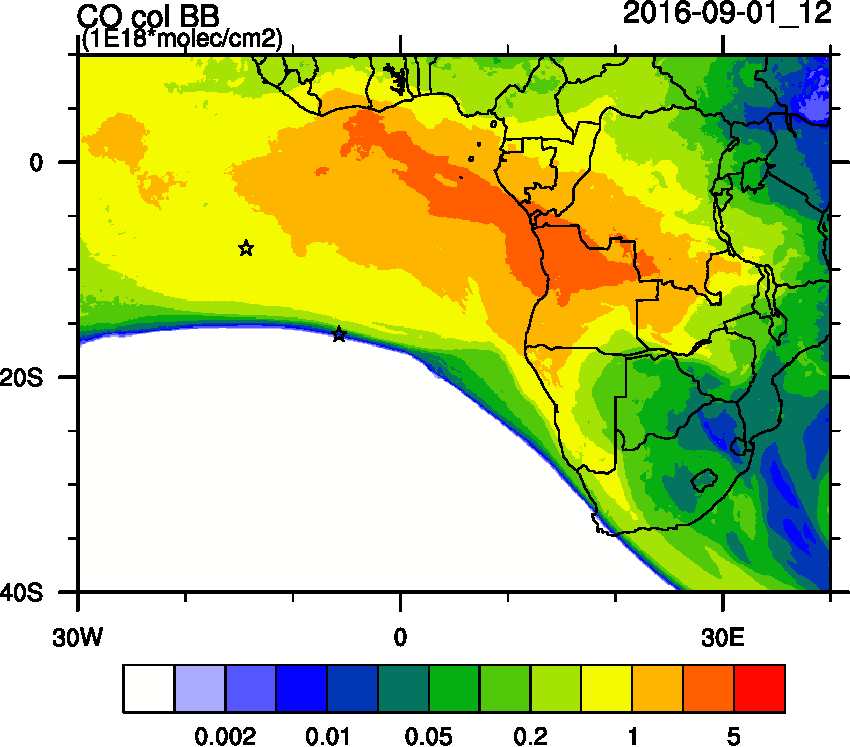 CO col BB
2016-09-01_12
(1E18*molec/cm2)
0
20S
40S
30W 0 30E
0.002 0.01 0.05 0.2 1 5